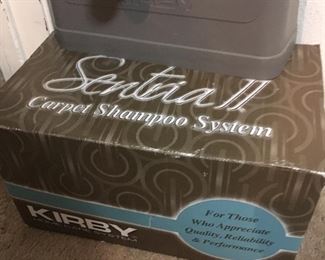 Sentria II
Carpet Shampoo System
KIRBY
For Those
Who Appreciate
Quality, Reliability
& Performance